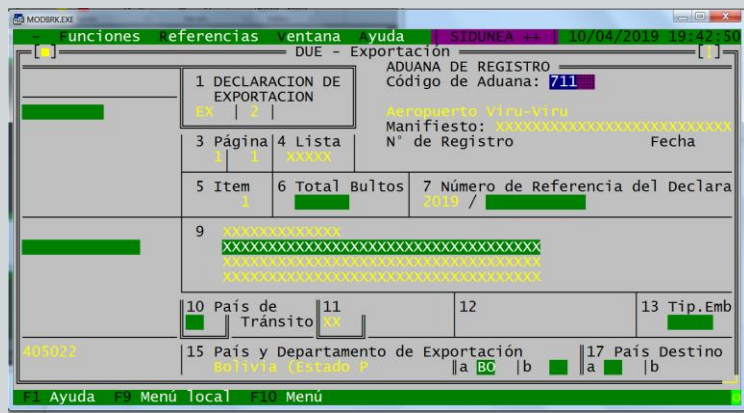 MODBRK.EXE
- Funciones Referencias Ventana Ayuda SIDUNEA ++ 10/04/2019 19:42:50
DUE - Exportación
ADUANA DE REGISTRO
1 DECLARACION DE Código de Aduana: 711
EXPORTACION
EX | 2 | Aeropuerto Viru-Viru
Manifiesto: XXXXXXXXXXXXXXXXXXXXXXXXXX
3 Página 4 Lista N° de Registro Fecha
1 1 XXXXX
5 Item 6 Total Bultos 7 Número de Referencia del Declara
1 2019 /
9 XXXXXXXXXXXXX
XXXXXXXXXXXXXXXXXXXXXXXXXXXXXXXXXXX
XXXXXXXXXXXXXXXXXXXXXXXXXXXXXXXXXXX
XXXXXXXXXXXXXXXXXXXXXXXXXXXXXXXXXXX
10 País de 11 12 13 Tip.Emb
Tránsito XX
405022 15 País y Departamento de Exportación 17 País Destino
Bolivia (Estado P a BO b a b
F1 Ayuda F9 Menú local F10 Menú